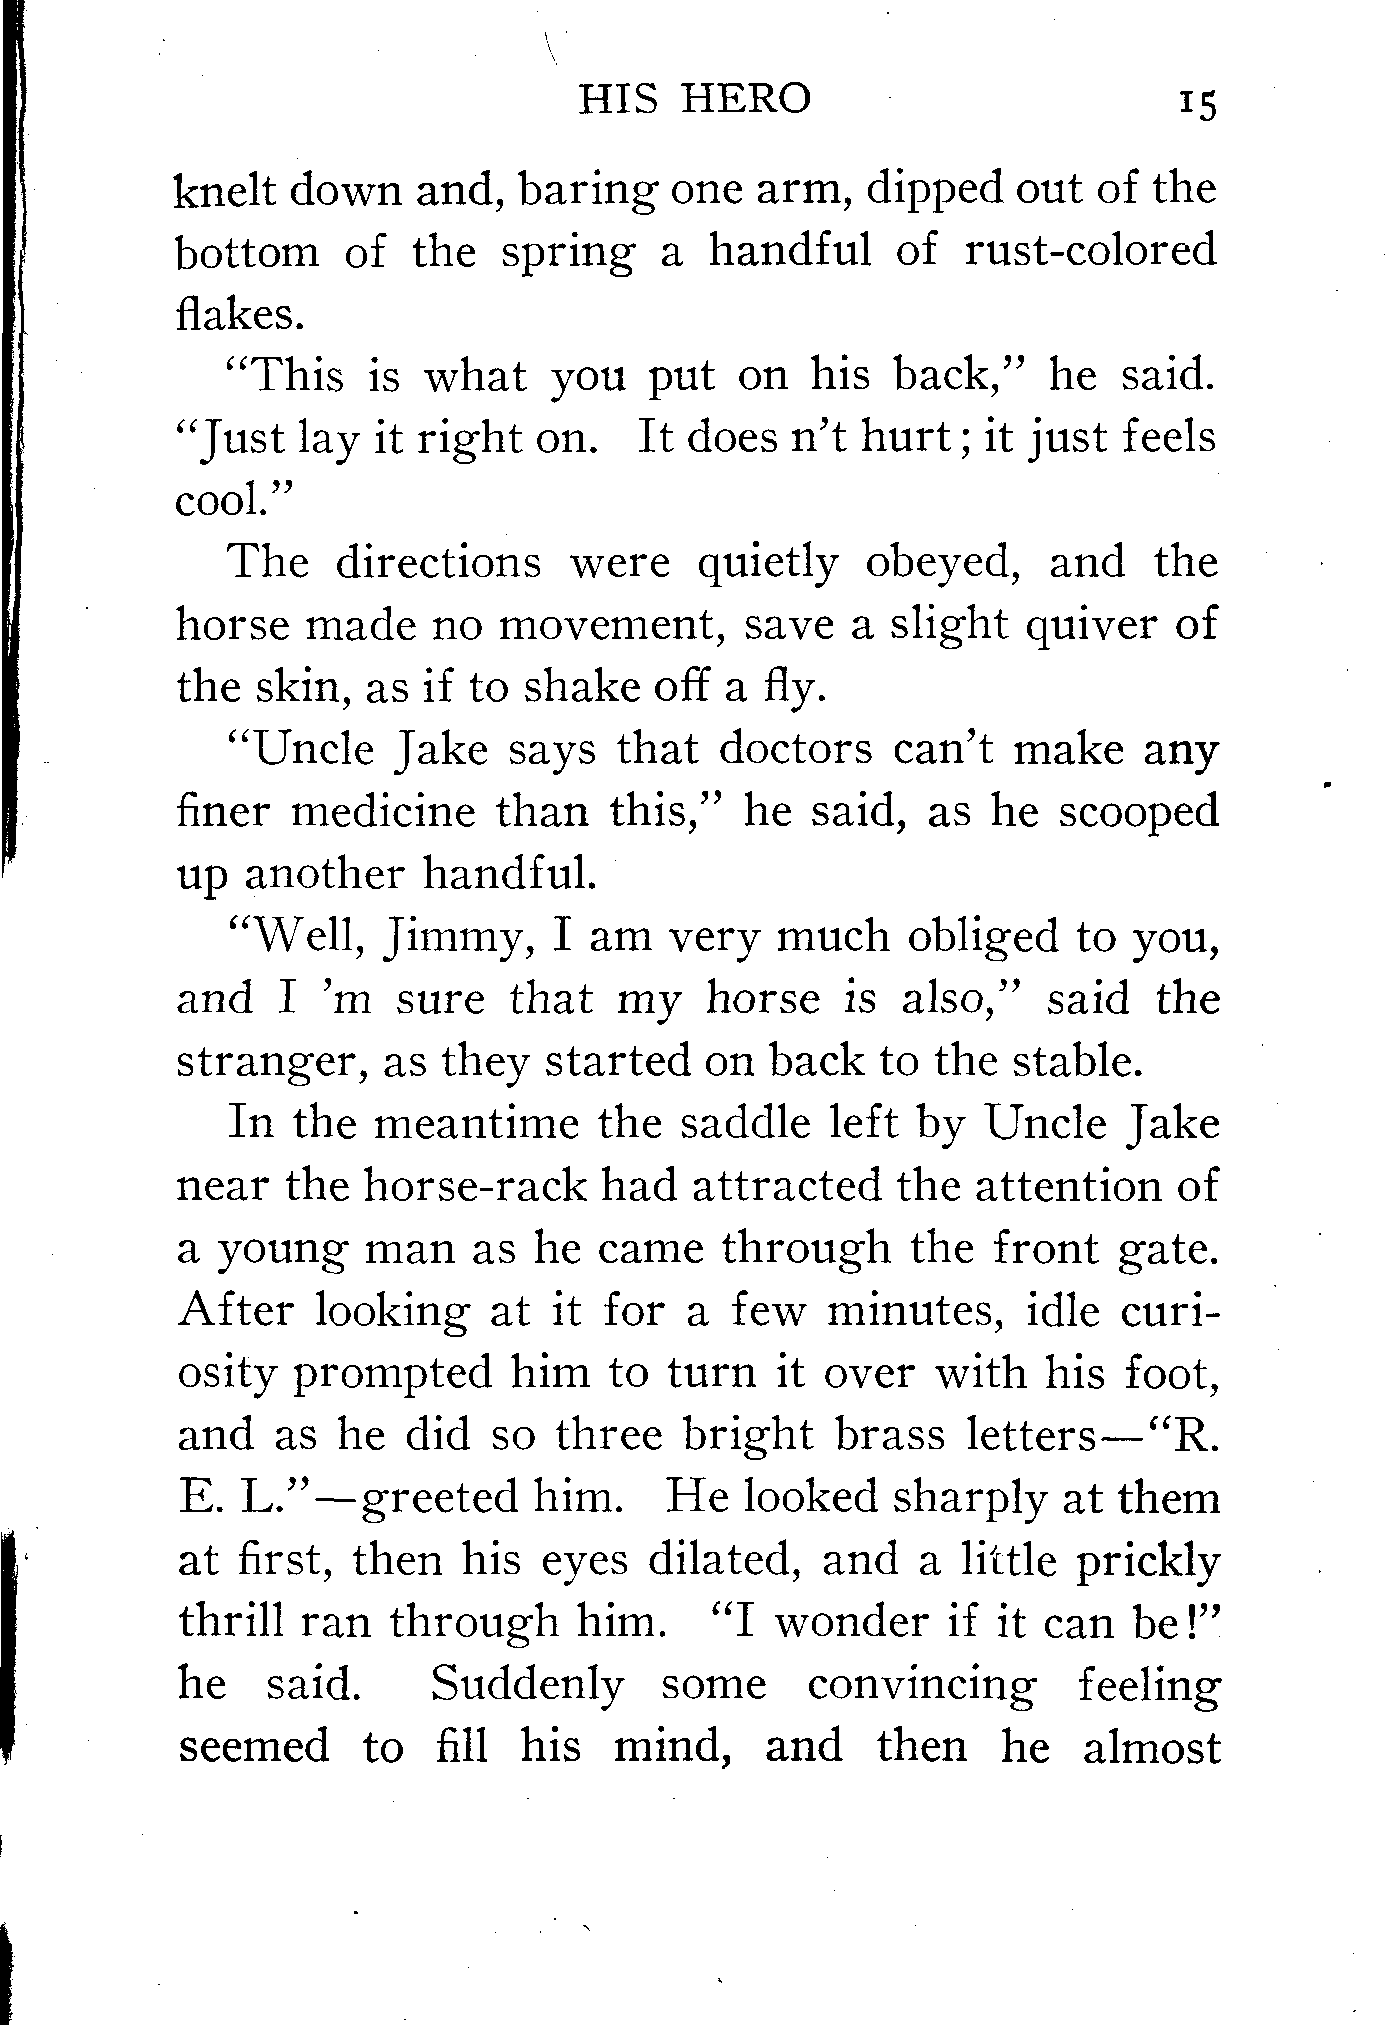 HIS HERO 15
knelt down and, baring one arm, dipped out of the
bottom of the spring a handful of rust-colored
flakes.
“This is what you put on his back,” he said.
“Just lay it right on. It does n’t hurt; it just feels
cool.”
The directions were quietly obeyed, and the
horse made no movement, save a slight quiver of
the skin, as if to shake off a fly.
“Uncle Jake says that doctors can’t make any
finer medicine than this,” he said, as he scooped
up another handful.
“Well, Jimmy, I am very much obliged to you,
and I ’m sure that my horse is also,” said the
stranger, as they started on back to the stable.
In the meantime the saddle left by Uncle Jake
near the horse-rack had attracted the attention of
a young man as he came through the front gate.
After looking at it for a few minutes, idle curi-
osity prompted him to turn it over with his foot,
and as he did so three bright brass letters—“R.
E. L.”—greeted him. He looked sharply at them
at first, then his eyes dilated, and a little prickly
thrill ran through him. “I wonder if it can be!”
he said. Suddenly some convincing feeling
seemed to fill his mind, and then he almost